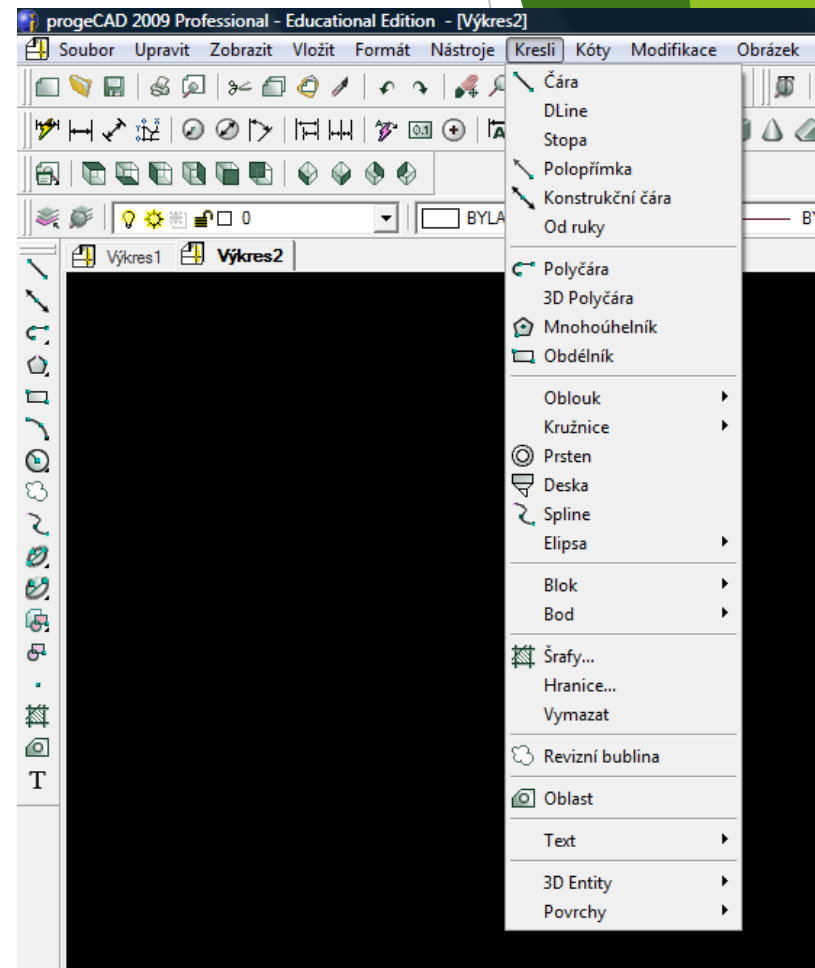 progeCAD 2009 Professional - Educational Edition - [Výkres2]
Soubor Upravit Zobrazit Vložit Formát Nástroje Kresli Kóty Modifikace Obrázek
0 BYLA B
Výkres1 Výkres2
Čára
DLine
Stopa
Polopřímka
Konstrukční čára
Od ruky
Polyčára
3D Polyčára
Mnohoúhelník
Obdélník
Oblouk
Kružnice
Prsten
Deska
Spline
Elipsa
Blok
Bod
Šrafy...
Hranice...
Vymazat
Revizní bublina
Oblast
Text
3D Entity
Povrchy
T